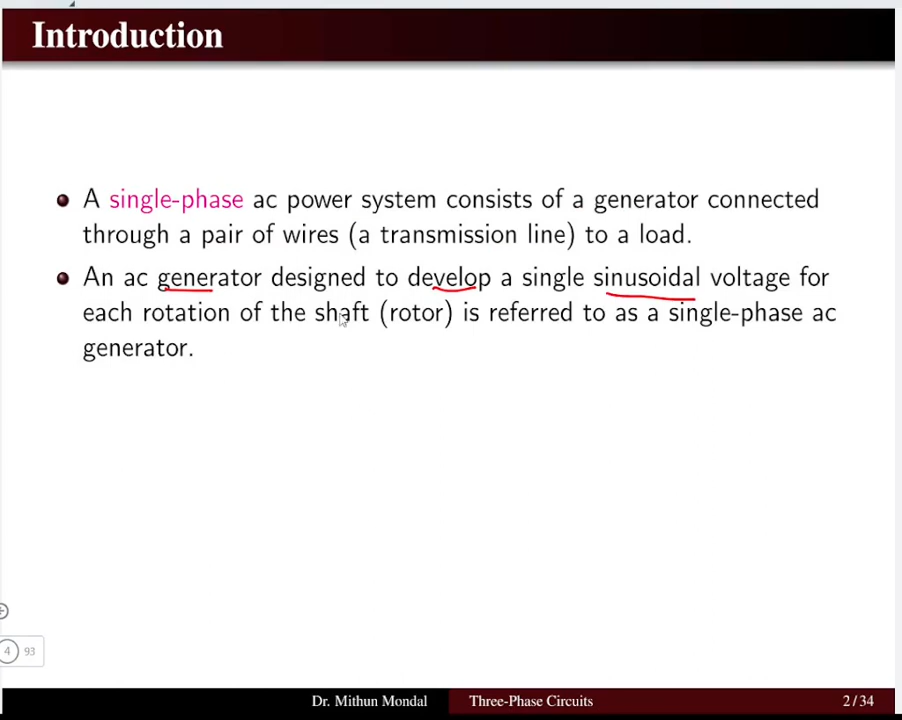 Introduction
A single-phase ac power system consists of a generator connected
through a pair of wires (a transmission line) to a load.
An ac generator designed to develop a single sinusoidal voltage for
each rotation of the shaft (rotor) is referred to as a single-phase ac
generator.
4 93
Dr. Mithun Mondal Three-Phase Circuits 2/34